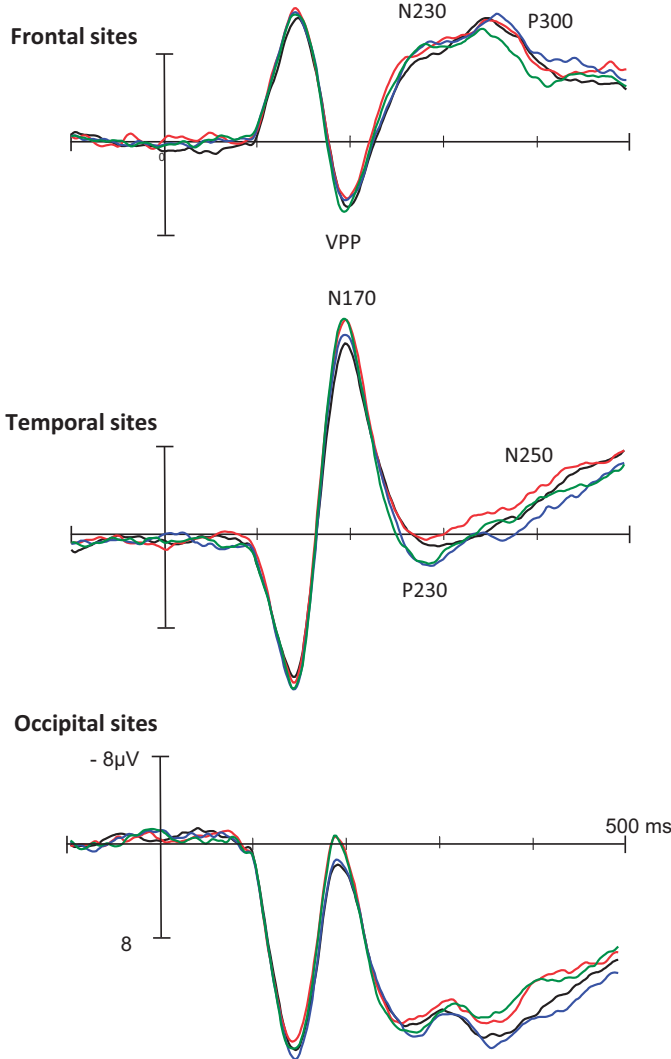 N230
P300
Frontal sites
0
VPP
N170
Temporal sites
N250
P230
Occipital sites
- 8µV
500 ms
8